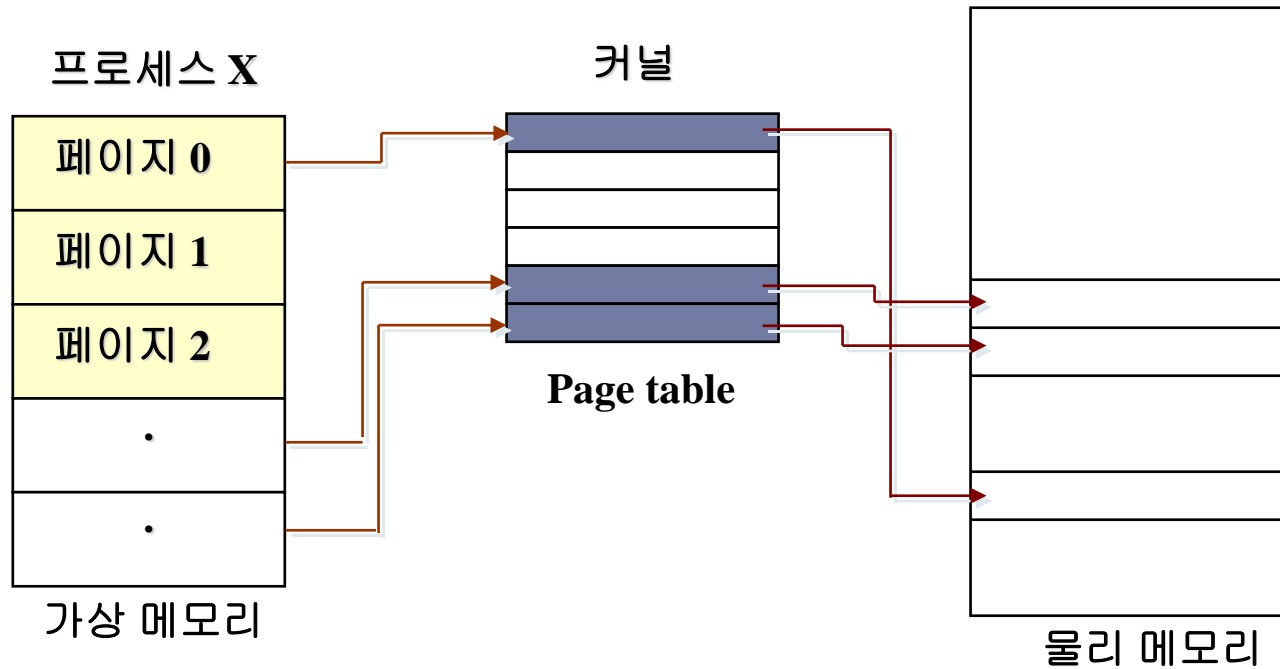 프로세스 X
페이지 0
페이지 1
페이지 2
.
.
가상 메모리
커널
Page table
물리 메모리